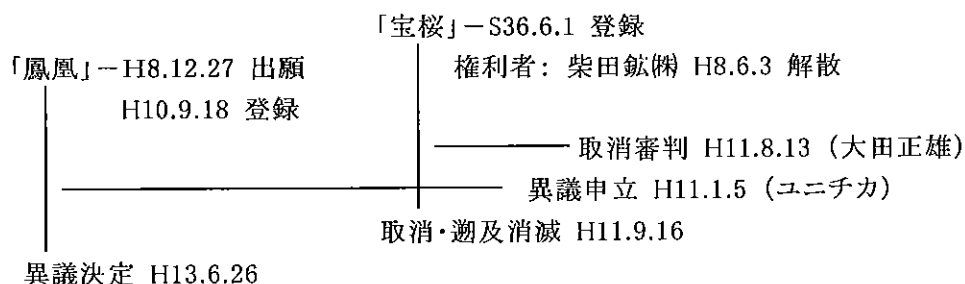 「宝桜」－S36.6.1 登録
「鳳凰」－H8.12.27 出願
権利者: 柴田鉱㈱ H8.6.3 解散
H10.9.18 登録
取消審判 H11.8.13 (大田正雄)
異議申立 H11.1.5 (ユニチカ)
取消・遡及消滅 H11.9.16
異議決定 H13.6.26